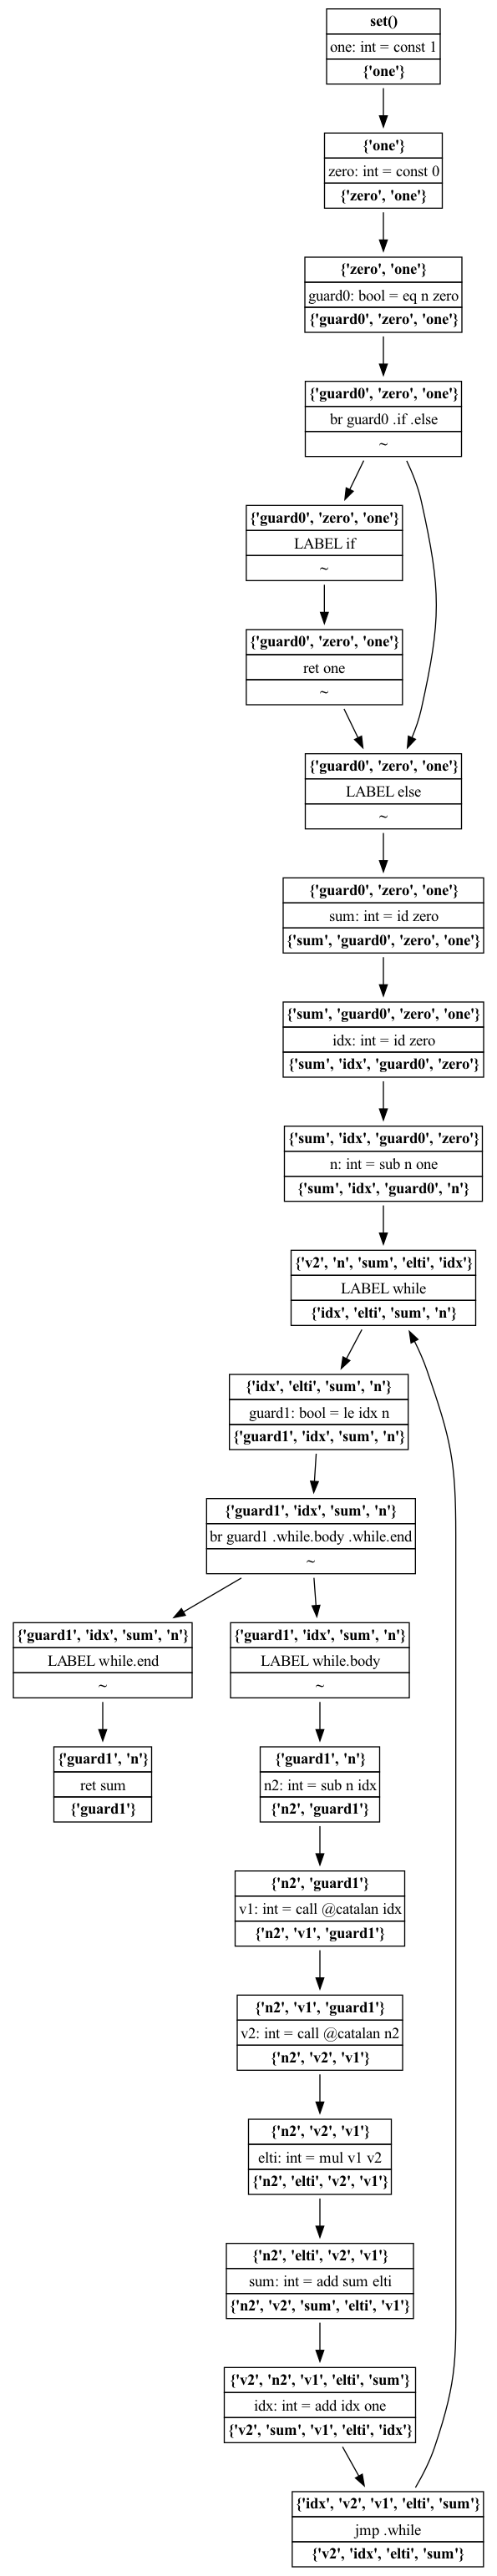 set()
one: int = const 1
{'one'}
{'one'}
zero: int = const 0
{'zero', 'one'}
{'zero', 'one'}
guard0: bool = eq n zero
{'guard0', 'zero', 'one'}
{'guard0', 'zero', 'one'}
br guard0 .if .else
~
{'guard0', 'zero', 'one'}
LABEL if
~
{'guard0', 'zero', 'one'}
ret one
~
{'guard0', 'zero', 'one'}
LABEL else
~
{'guard0', 'zero', 'one'}
sum: int = id zero
{'sum', 'guard0', 'zero', 'one'}
{'sum', 'guard0', 'zero', 'one'}
idx: int = id zero
{'sum', 'idx', 'guard0', 'zero'}
{'sum', 'idx', 'guard0', 'zero'}
n: int = sub n one
{'sum', 'idx', 'guard0', 'n'}
{'v2', 'n', 'sum', 'elti', 'idx'}
LABEL while
{'idx', 'elti', 'sum', 'n'}
{'idx', 'elti', 'sum', 'n'}
guard1: bool = le idx n
{'guard1', 'idx', 'sum', 'n'}
{'guard1', 'idx', 'sum', 'n'}
br guard1 .while.body .while.end
~
{'guard1', 'idx', 'sum', 'n'}
LABEL while.end
~
{'guard1', 'idx', 'sum', 'n'}
LABEL while.body
~
{'guard1', 'n'}
ret sum
{'guard1'}
{'guard1', 'n'}
n2: int = sub n idx
{'n2', 'guard1'}
{'n2', 'guard1'}
v1: int = call @catalan idx
{'n2', 'v1', 'guard1'}
{'n2', 'v1', 'guard1'}
v2: int = call @catalan n2
{'n2', 'v2', 'v1'}
{'n2', 'v2', 'v1'}
elti: int = mul v1 v2
{'n2', 'elti', 'v2', 'v1'}
{'n2', 'elti', 'v2', 'v1'}
sum: int = add sum elti
{'n2', 'v2', 'sum', 'elti', 'v1'}
{'v2', 'n2', 'v1', 'elti', 'sum'}
idx: int = add idx one
{'v2', 'sum', 'v1', 'elti', 'idx'}
{'idx', 'v2', 'v1', 'elti', 'sum'}
jmp .while
{'v2', 'idx', 'elti', 'sum'}